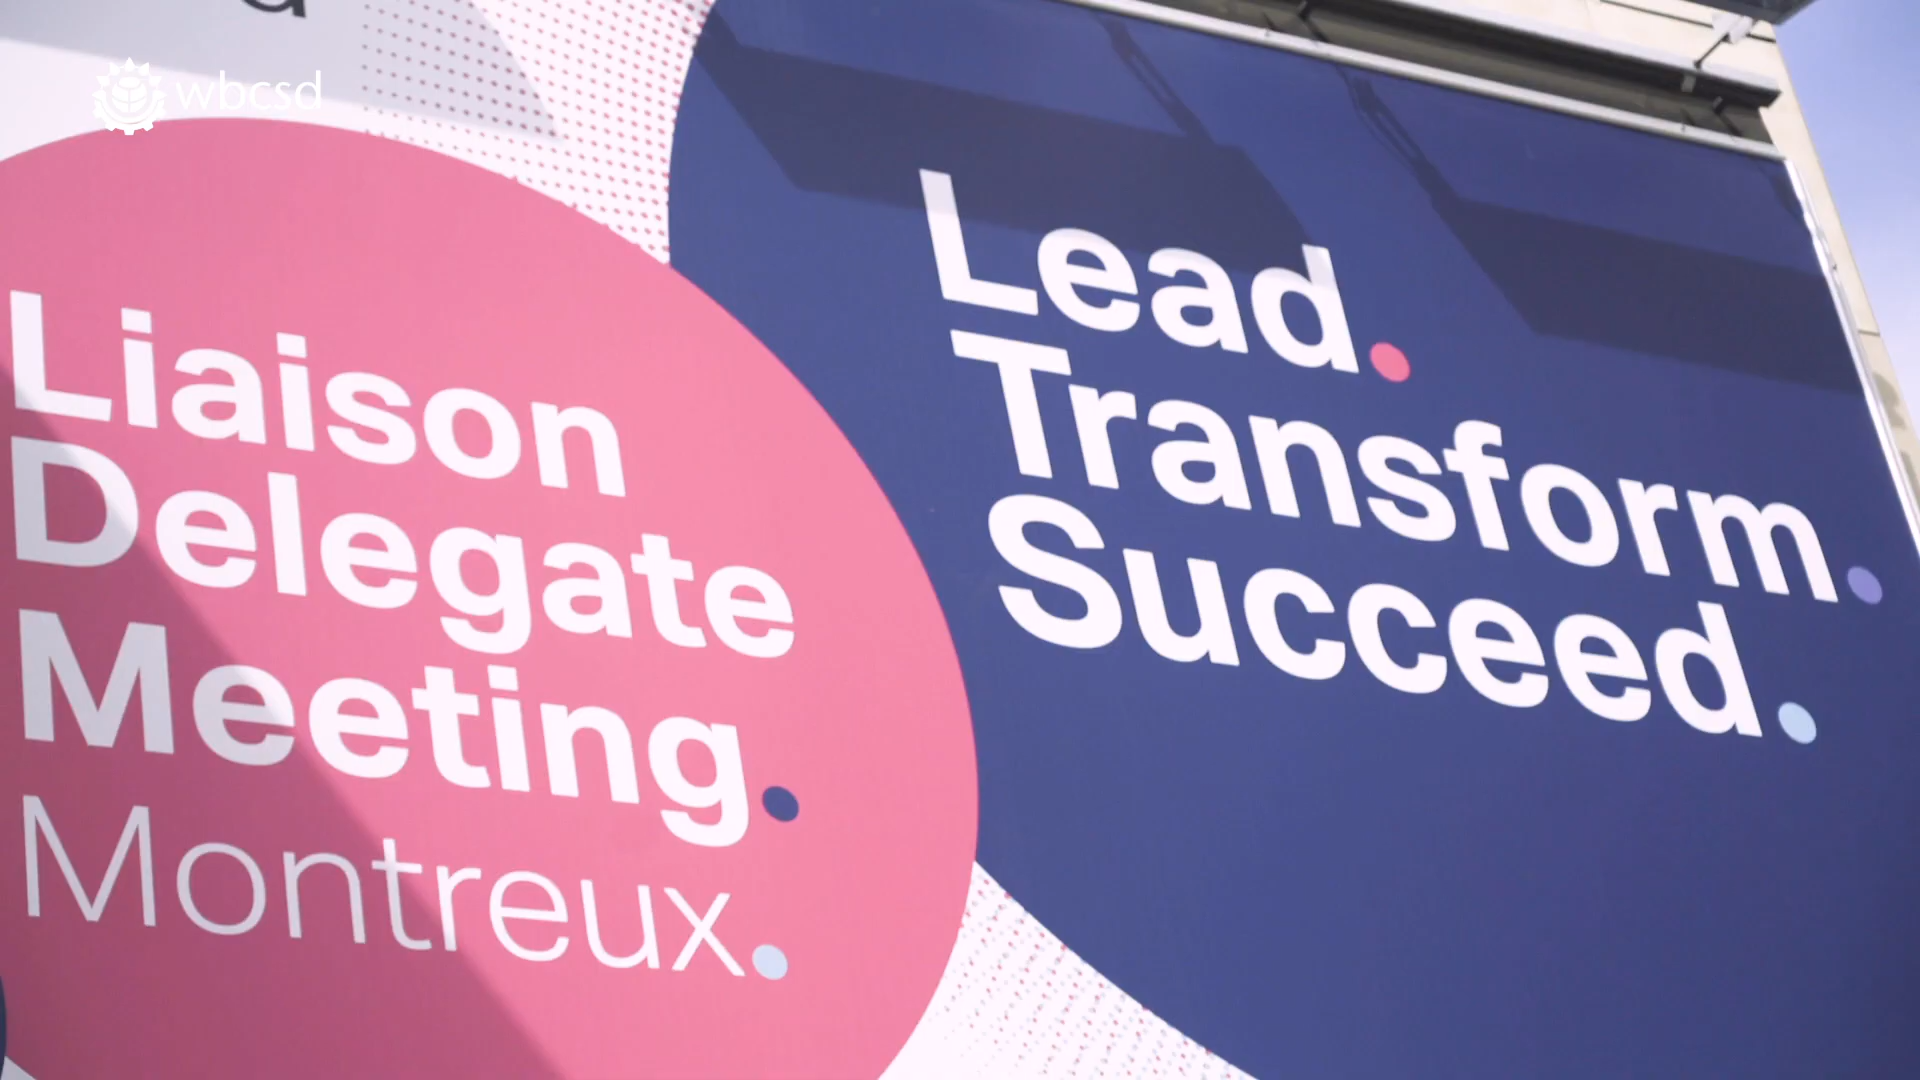 wbcsd
Liaison
Delegate
Meeting.
Montreux.
Lead.
Transform.
Succeed.